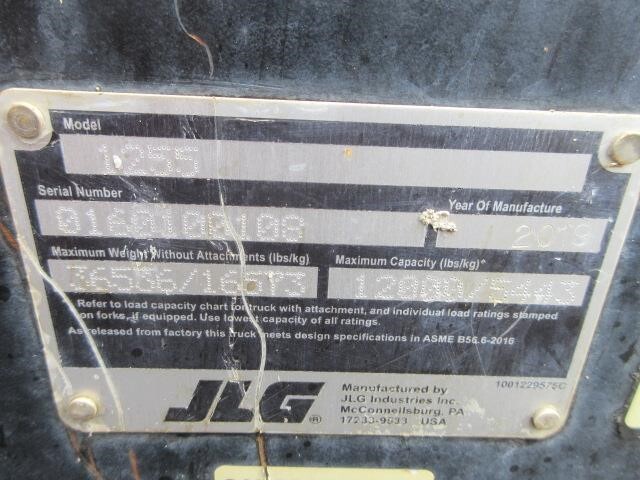 Model
1255
Serial Number
Year Of Manufacture
2019
Maximum Weight Without Attachments (lbs/kg)
Maximum Capacity (lbs/kg)^
12000/5443
Refer to load capacity chart for truck with attachment, and individual load ratings stamped
on forks, if equipped. Use lowest capacity of all ratings.
As released from factory this truck meets design specifications in ASME B56.6-2016
JLG®
Manufactured by
JLG Industries Inc.
McConnellsburg, PA
17233-9533 USA
1001229575C